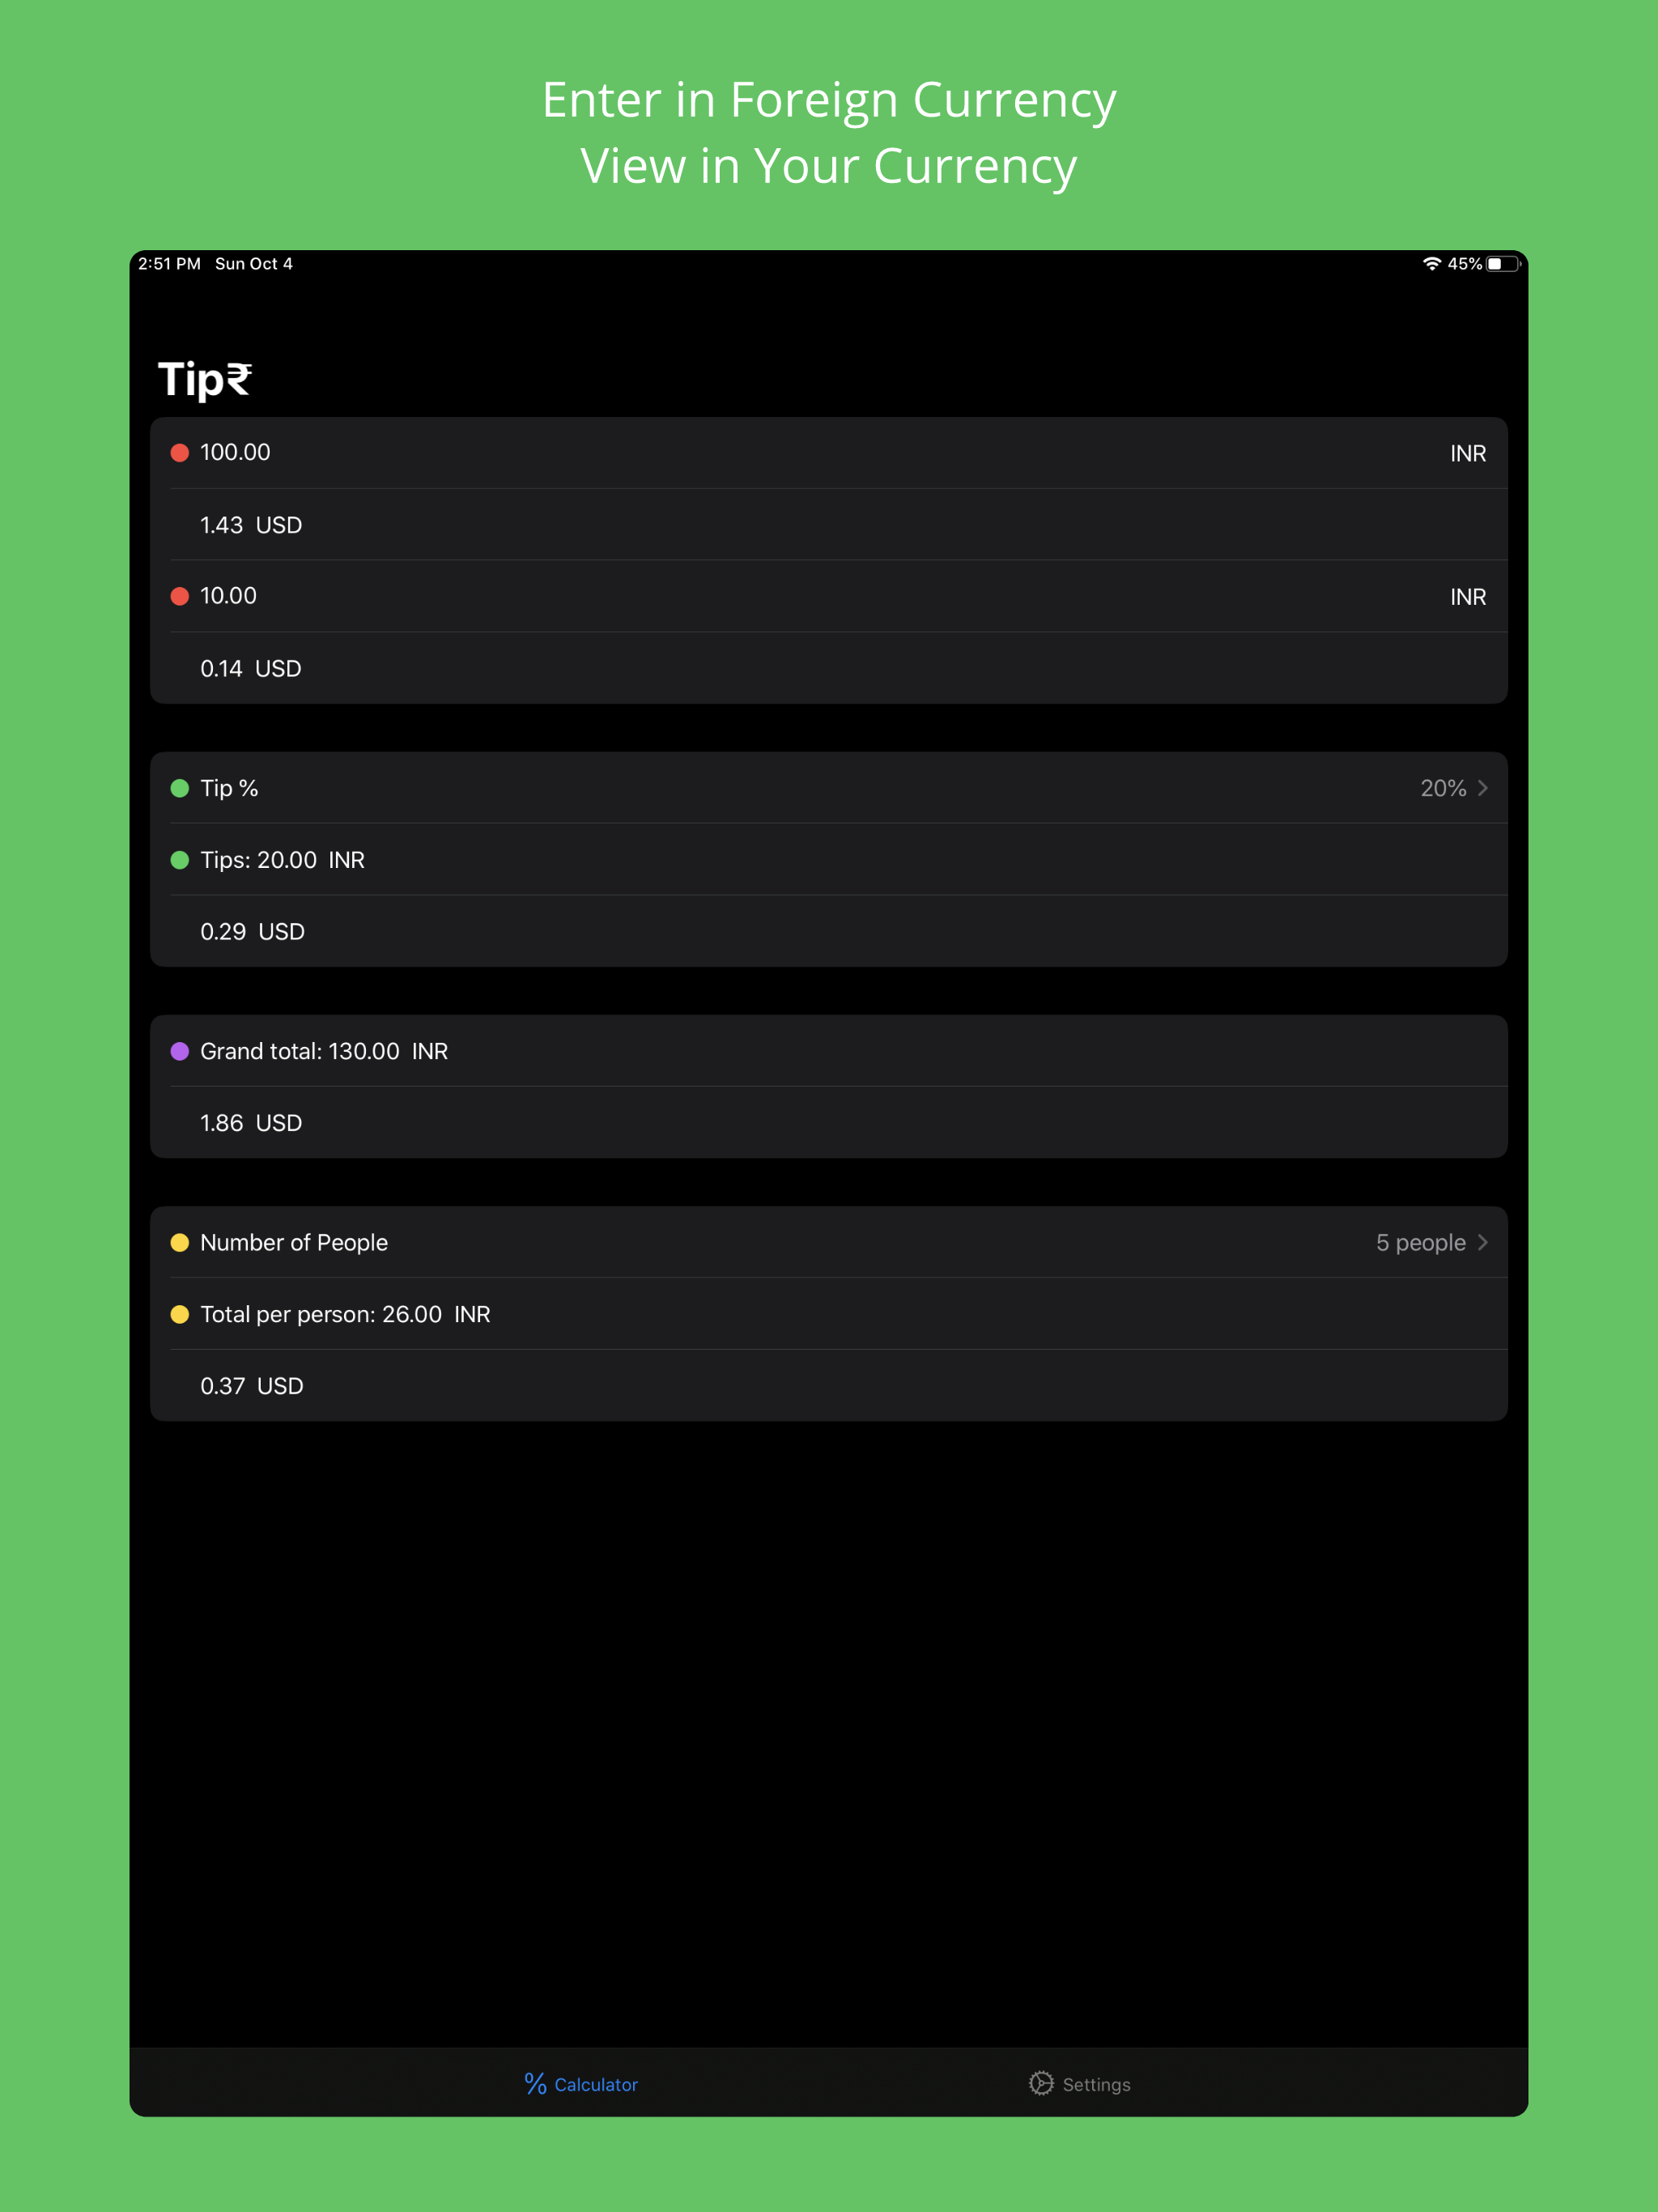 Enter in Foreign Currency
View in Your Currency
2:51 PM Sun Oct 4 45%
Tip₹
100.00 INR
1.43 USD
10.00 INR
0.14 USD
Tip % 20%
Tips: 20.00 INR
0.29 USD
Grand total: 130.00 INR
1.86 USD
Number of People 5 people
Total per person: 26.00 INR
0.37 USD
% Calculator Settings